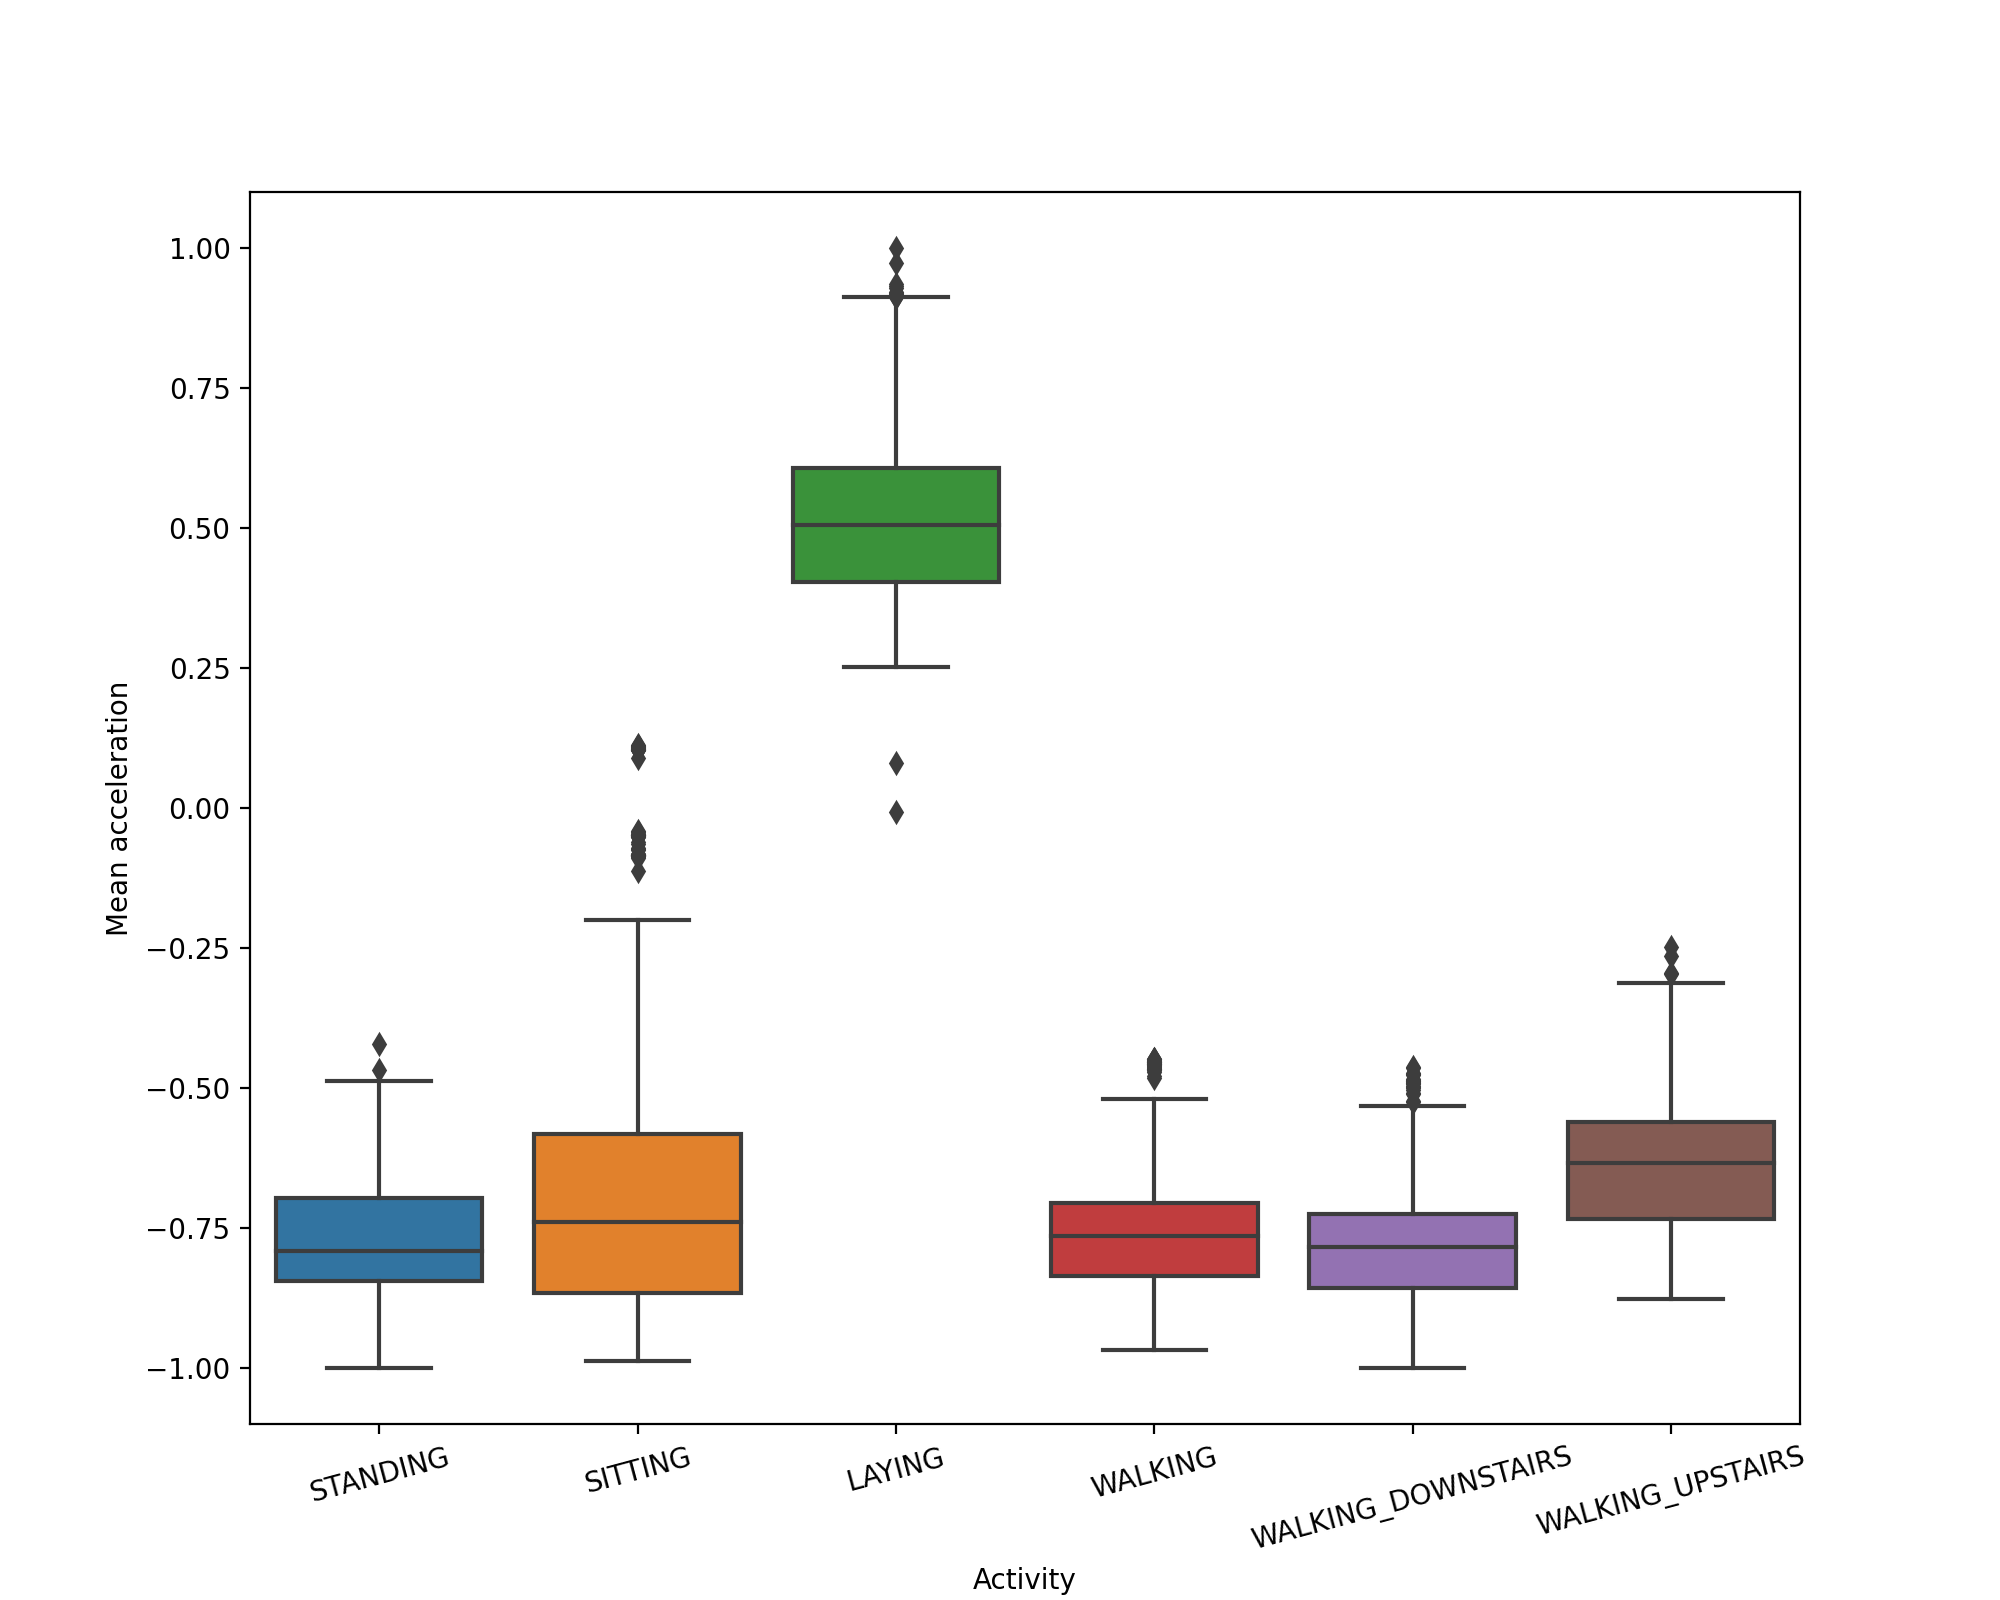 1.00
0.75
0.50
0.25
0.00
−0.25
−0.50
−0.75
−1.00
Mean acceleration
STANDING
SITTING
LAYING
WALKING
WALKING_DOWNSTAIRS
WALKING_UPSTAIRS
Activity